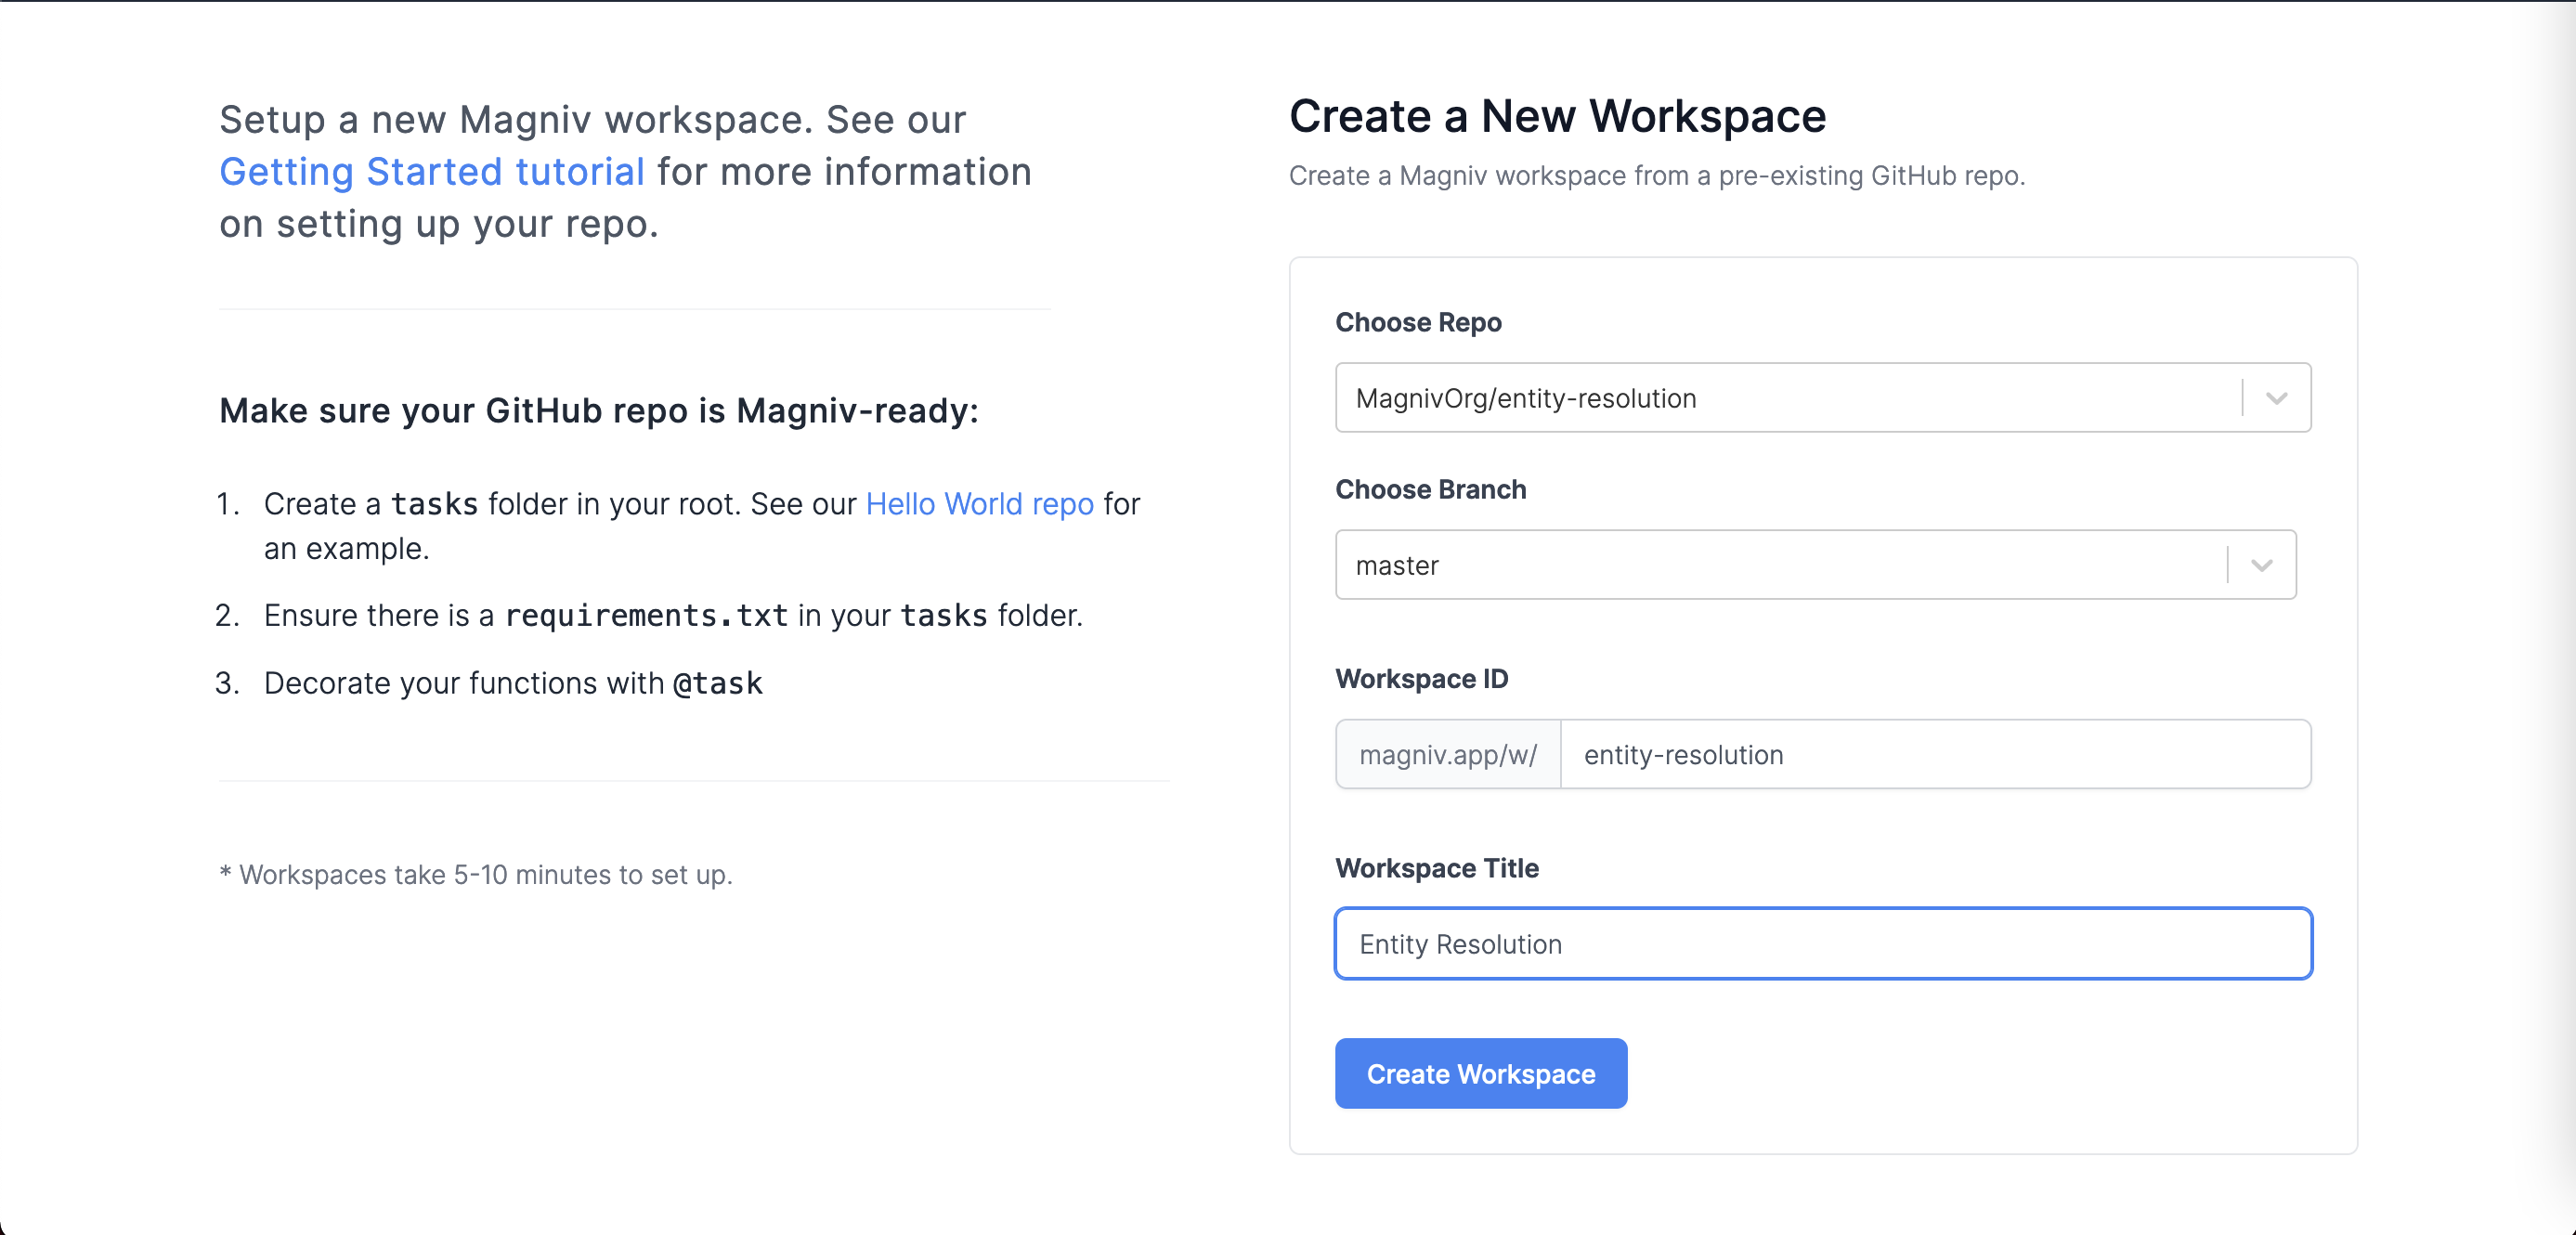 Setup a new Magniv workspace. See our
Getting Started tutorial for more information
on setting up your repo.
Make sure your GitHub repo is Magniv-ready:
1. Create a tasks folder in your root. See our Hello World repo for
an example.
2. Ensure there is a requirements.txt in your tasks folder.
3. Decorate your functions with @task
* Workspaces take 5-10 minutes to set up.
Create a New Workspace
Create a Magniv workspace from a pre-existing GitHub repo.
Choose Repo
MagnivOrg/entity-resolution
Choose Branch
master
Workspace ID
magniv.app/w/ entity-resolution
Workspace Title
Entity Resolution
Create Workspace